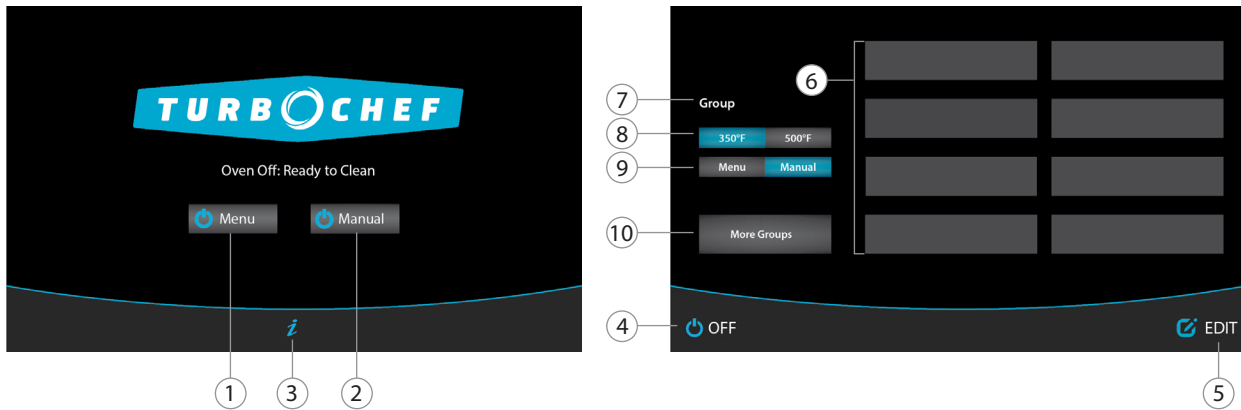 TURBOCHEF
Oven Off: Ready to Clean
Menu Manual
i
1 3 2
6
7 Group
8 350°F 500°F
9 Menu Manual
10 More Groups
4 OFF EDIT
5